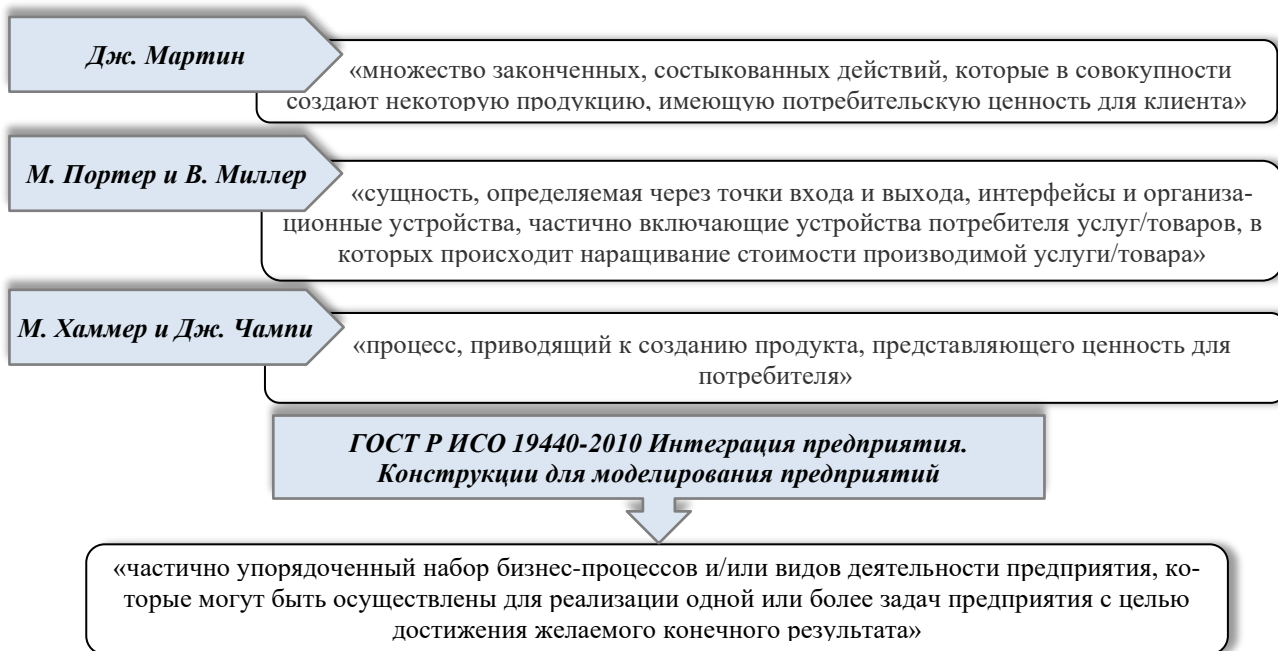 Дж. Мартин
«множество законченных, состыкованных действий, которые в совокупности
создают некоторую продукцию, имеющую потребительскую ценность для клиента»
М. Портер и В. Миллер
«сущность, определяемая через точки входа и выхода, интерфейсы и организа-
ционные устройства, частично включающие устройства потребителя услуг/товаров, в
которых происходит наращивание стоимости производимой услуги/товара»
М. Хаммер и Дж. Чампи
«процесс, приводящий к созданию продукта, представляющего ценность для
потребителя»
ГОСТ Р ИСО 19440-2010 Интеграция предприятия.
Конструкции для моделирования предприятий
«частично упорядоченный набор бизнес-процессов и/или видов деятельности предприятия, ко-
торые могут быть осуществлены для реализации одной или более задач предприятия с целью
достижения желаемого конечного результата»